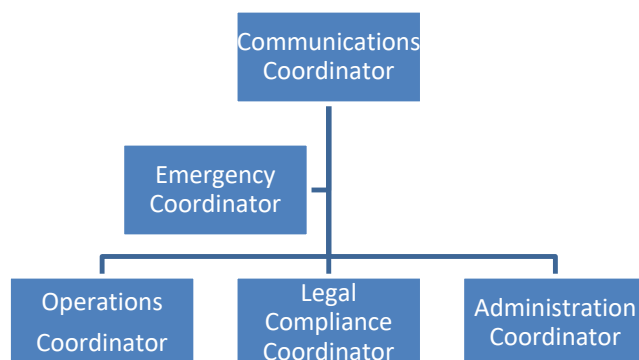 Communications
Coordinator
Emergency
Coordinator
Operations
Coordinator
Legal
Compliance
Coordinator
Administration
Coordinator